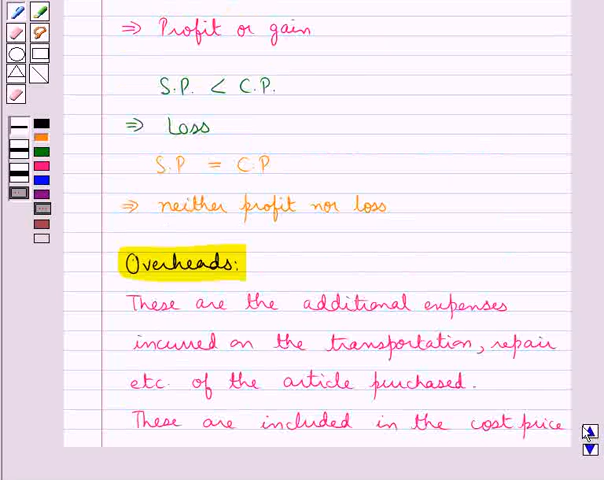 ⇒ Profit or gain
S.P. < C.P.
⇒ Loss
S.P = C.P
⇒ neither profit nor loss
Overheads:
These are the additional expenses
incurred on the transportation, repair
etc. of the article purchased.
These are included in the cost price